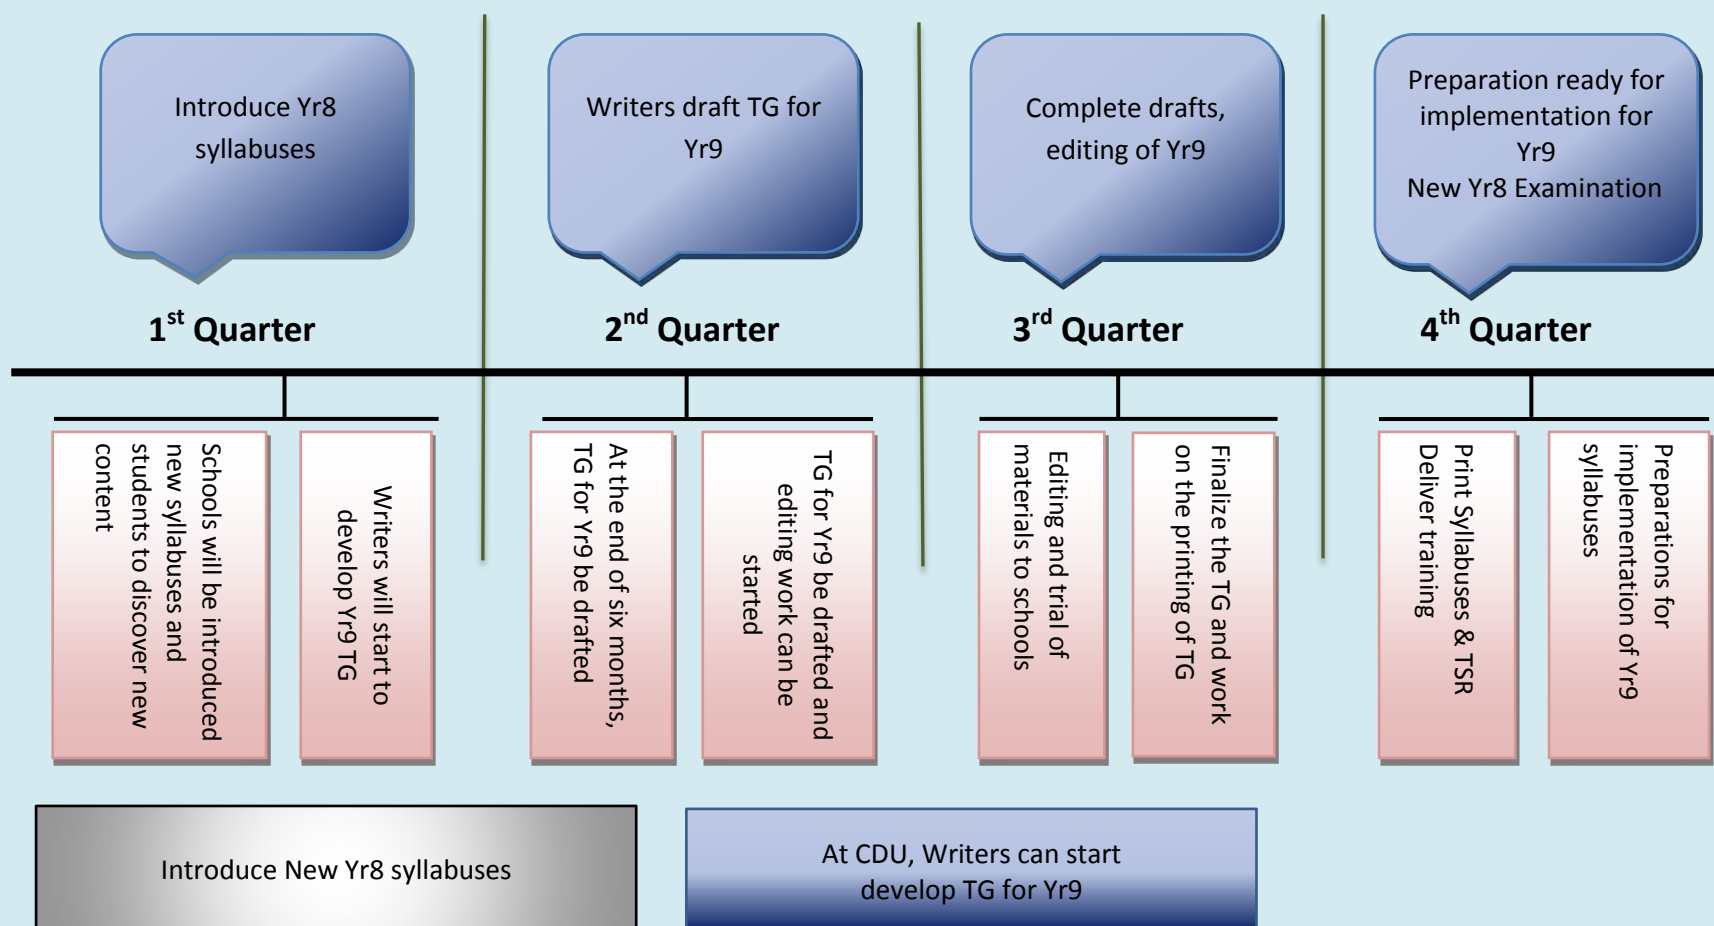 Introduce Yr8
syllabuses
Writers draft TG for
Yr9
Complete drafts,
editing of Yr9
Preparation ready for
implementation for
Yr9
New Yr8 Examination
1st Quarter
2nd Quarter
3rd Quarter
4th Quarter
Schools will be introduced
new syllabuses and
students to discover new
content
Writers will start to
develop Yr9 TG
At the end of six months,
TG for Yr9 be drafted
TG for Yr9 be drafted and
editing work can be
started
Editing and trial of
materials to schools
Finalize the TG and work
on the printing of TG
Print Syllabuses & TSR
Deliver training
Preparations for
implementation of Yr9
syllabuses
Introduce New Yr8 syllabuses
At CDU, Writers can start
develop TG for Yr9